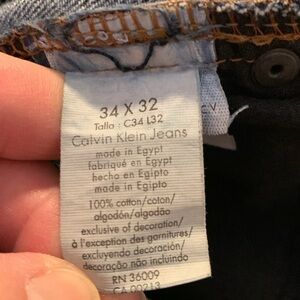 34 X 32
Talla : C34 L32
Calvin Klein Jeans
made in Egypt
fabriqué en Egypt
hecho en Egipto
made in Egipto
100% cotton/coton/
algodón/algodão
exclusive of decoration/
à l'exception des garnitures/
excluyendo decoración/
decoração não incluindo
RN 36009
CA 00213